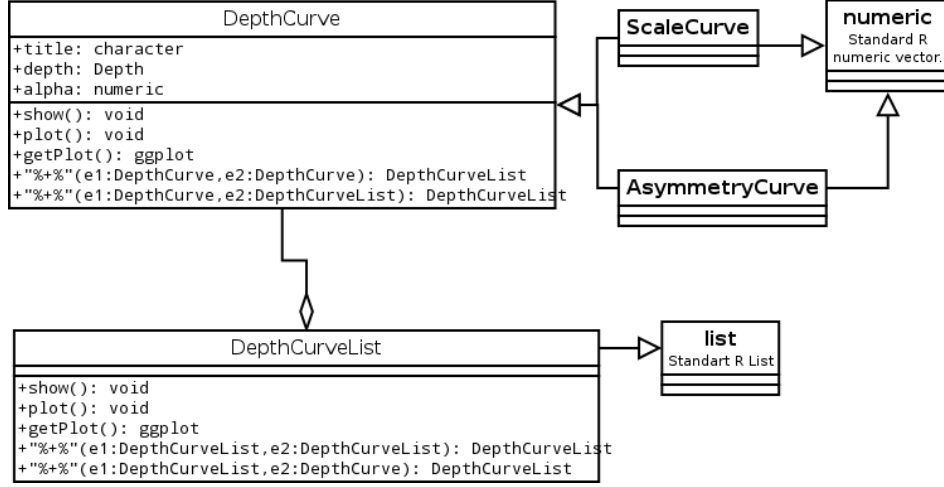 DepthCurve
+title: character
+depth: Depth
+alpha: numeric
+show(): void
+plot(): void
+getPlot(): ggplot
+"%+%"(e1:DepthCurve,e2:DepthCurve): DepthCurveList
+"%+%"(e1:DepthCurve,e2:DepthCurveList): DepthCurveList
ScaleCurve
numeric
Standard R
numeric vector.
AsymmetryCurve
DepthCurveList
+show(): void
+plot(): void
+getPlot(): ggplot
+"%+%"(e1:DepthCurveList,e2:DepthCurveList): DepthCurveList
+"%+%"(e1:DepthCurveList,e2:DepthCurve): DepthCurveList
list
Standart R List